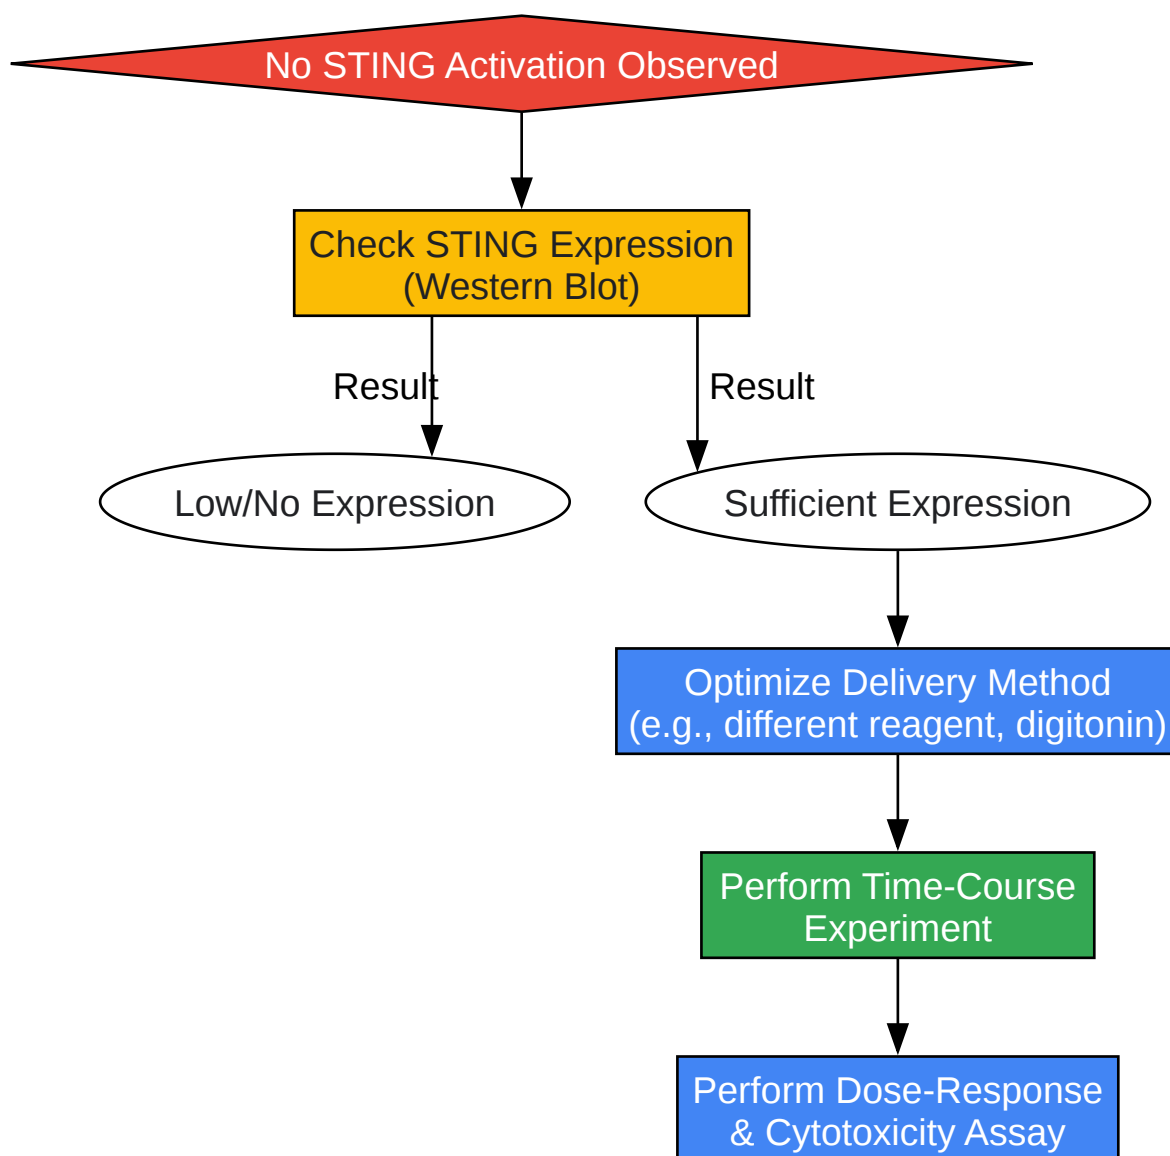 No STING Activation Observed
Check STING Expression
(Western Blot)
Result
Result
Low/No Expression
Sufficient Expression
Optimize Delivery Method
(e.g., different reagent, digitonin)
Perform Time-Course
Experiment
Perform Dose-Response
& Cytotoxicity Assay